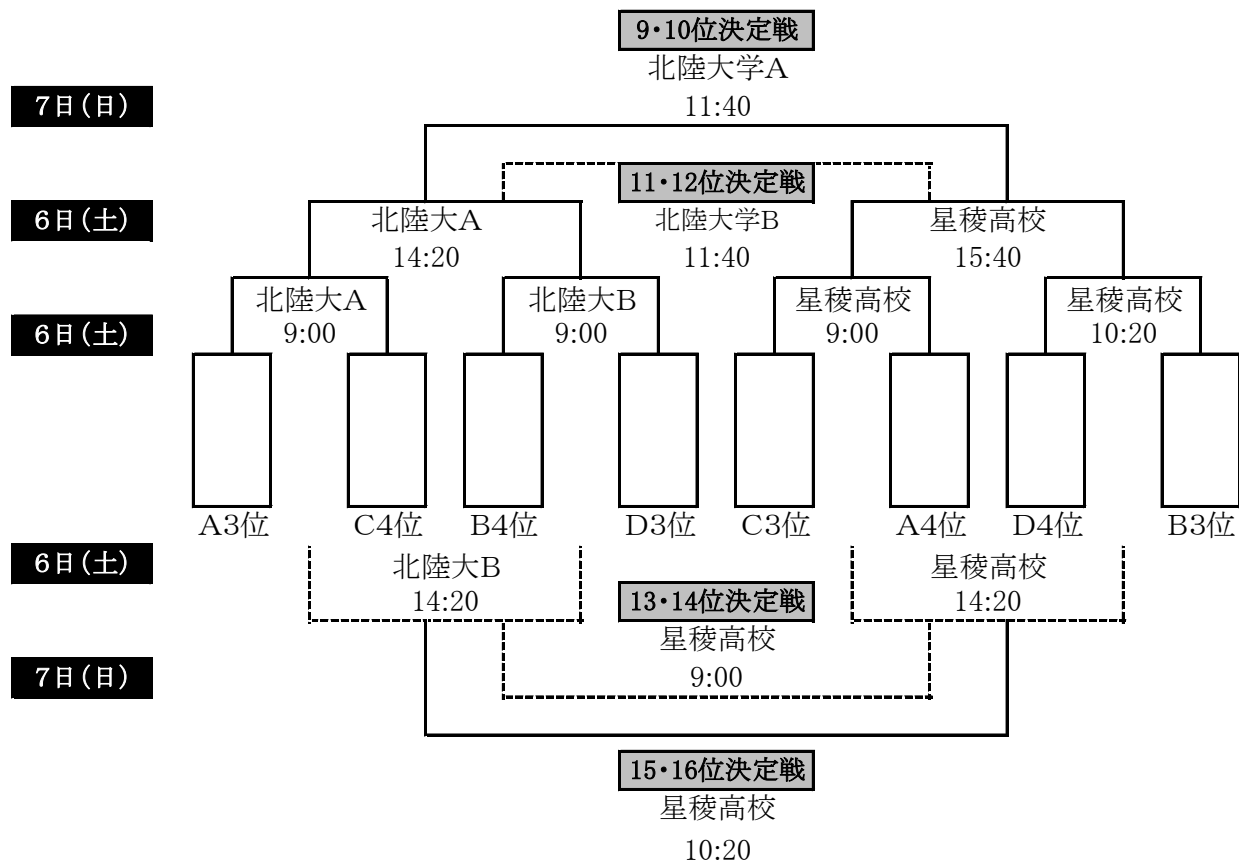 9・10位決定戦
北陸大学A
7日(日)
11:40
11・12位決定戦
6日(土)
北陸大A
北陸大学B
星稜高校
14:20
11:40
15:40
北陸大A
北陸大B
星稜高校
星稜高校
6日(土)
9:00
9:00
9:00
10:20
A3位
C4位
B4位
D3位
C3位
A4位
D4位
B3位
6日(土)
北陸大B
星稜高校
14:20
13・14位決定戦
14:20
星稜高校
7日(日)
9:00
15・16位決定戦
星稜高校
10:20